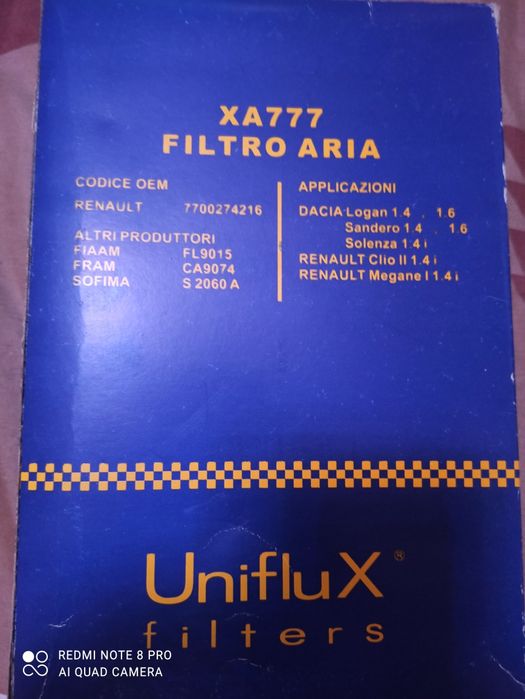 XA777
FILTRO ARIA
CODICE OEM
RENAULT 7700274216
ALTRI PRODUTTORI
FIAAM FL9015
FRAM CA9074
SOFIMA S 2060 A
APPLICAZIONI
DACIA Logan 1.4 . 1.6
Sandero 1.4 . 1.6
Solenza 1.4 i
RENAULT Clio II 1.4 i
RENAULT Megane I 1.4 i
UnifluX ®
filters
REDMI NOTE 8 PRO
AI QUAD CAMERA